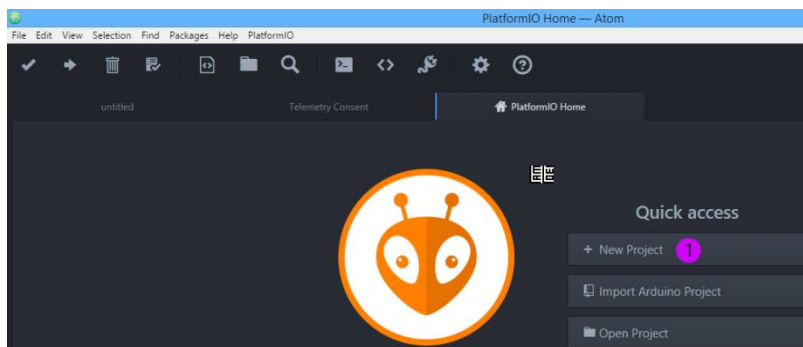 PlatformIO Home — Atom
File Edit View Selection Find Packages Help PlatformIO
untitled
Telemetry Consent
PlatformIO Home
Quick access
+ New Project 1
Import Arduino Project
Open Project